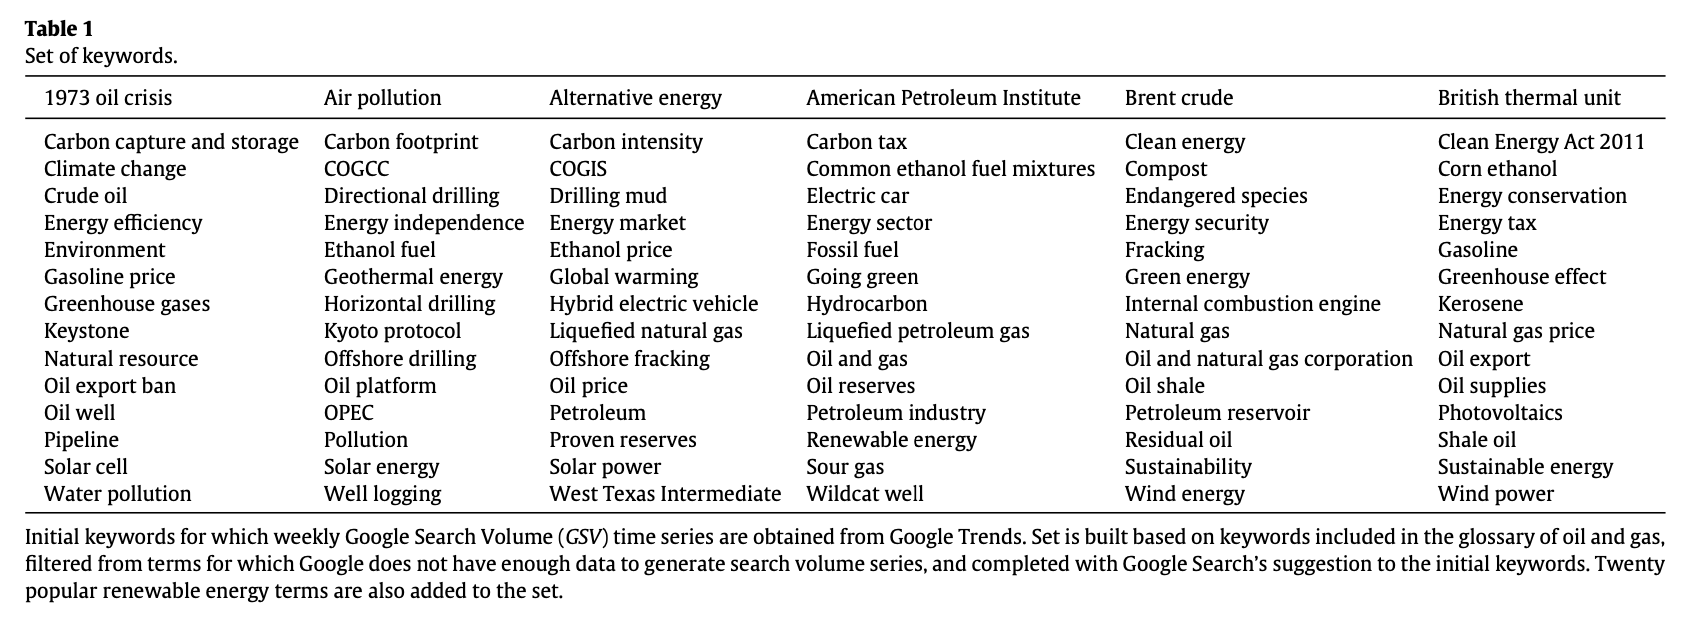 Table 1
Set of keywords.
1973 oil crisis Air pollution Alternative energy American Petroleum Institute Brent crude British thermal unit
Carbon capture and storage Carbon footprint Carbon intensity Carbon tax Clean energy Clean Energy Act 2011
Climate change COGCC COGIS Common ethanol fuel mixtures Compost Corn ethanol
Crude oil Directional drilling Drilling mud Electric car Endangered species Energy conservation
Energy efficiency Energy independence Energy market Energy sector Energy security Energy tax
Environment Ethanol fuel Ethanol price Fossil fuel Fracking Gasoline
Gasoline price Geothermal energy Global warming Going green Green energy Greenhouse effect
Greenhouse gases Horizontal drilling Hybrid electric vehicle Hydrocarbon Internal combustion engine Kerosene
Keystone Kyoto protocol Liquefied natural gas Liquefied petroleum gas Natural gas Natural gas price
Natural resource Offshore drilling Offshore fracking Oil and gas Oil and natural gas corporation Oil export
Oil export ban Oil platform Oil price Oil reserves Oil shale Oil supplies
Oil well OPEC Petroleum Petroleum industry Petroleum reservoir Photovoltaics
Pipeline Pollution Proven reserves Renewable energy Residual oil Shale oil
Solar cell Solar energy Solar power Sour gas Sustainability Sustainable energy
Water pollution Well logging West Texas Intermediate Wildcat well Wind energy Wind power
Initial keywords for which weekly Google Search Volume (GSV) time series are obtained from Google Trends. Set is built based on keywords included in the glossary of oil and gas,
filtered from terms for which Google does not have enough data to generate search volume series, and completed with Google Search's suggestion to the initial keywords. Twenty
popular renewable energy terms are also added to the set.